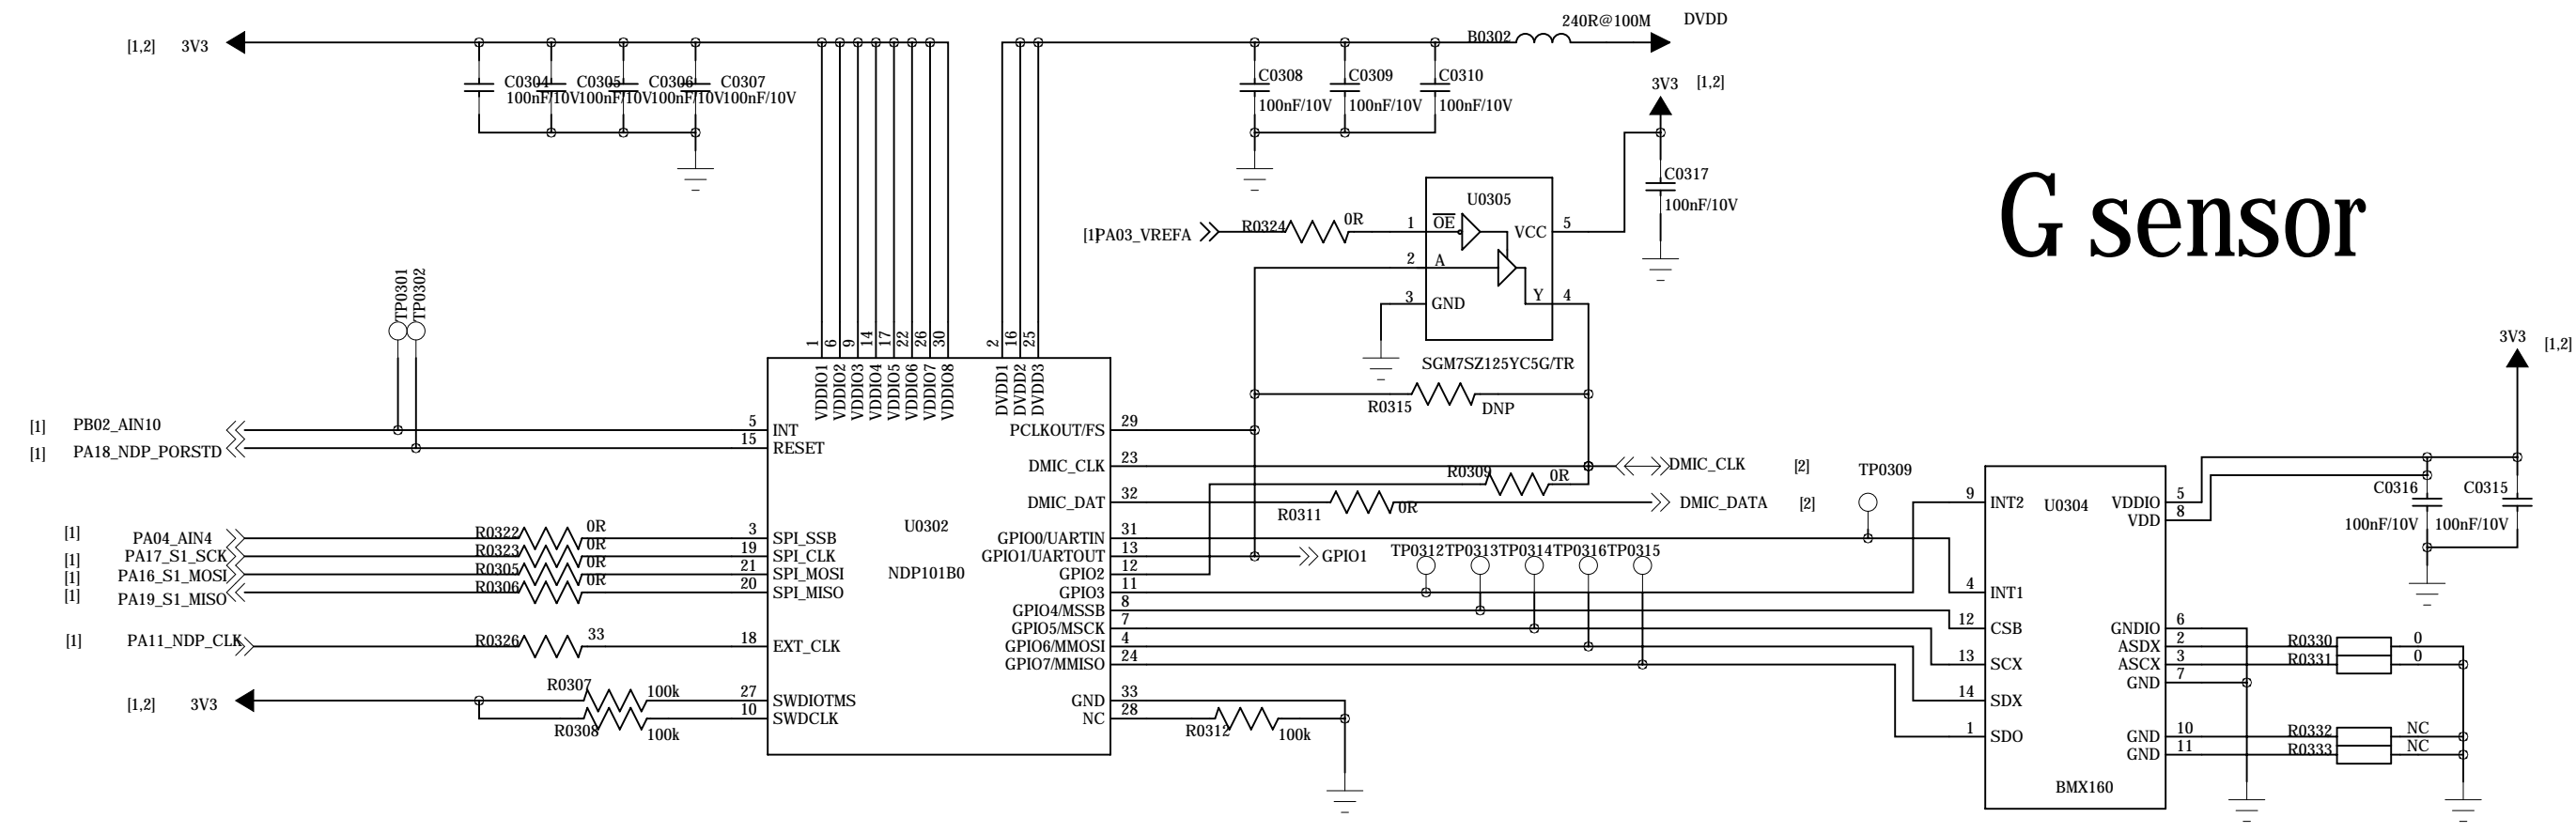 [1,2] 3V3
C0304 C0305 C0306 C0307
100nF/10V 100nF/10V 100nF/10V 100nF/10V
B0302 240R@100M DVDD
C0308 C0309 C0310
100nF/10V 100nF/10V 100nF/10V
3V3 [1,2]
C0317
100nF/10V
G sensor
[1]PA03_VREFA R0324 0R
U0305
1 OE
2 A
3 GND
VCC 5
Y 4
SGM7SZ125YC5G/TR
R0315 DNP
TP0301 TP0302
1 6 9 14 17 22 26 30
VDDIO1 VDDIO2 VDDIO3 VDDIO4 VDDIO5 VDDIO6 VDDIO7 VDDIO8
2 16 25
DVDD1 DVDD2 DVDD3
[1] PB02_AIN10 5 INT
[1] PA18_NDP_PORSTD 15 RESET
[1] PA04_AIN4 R0322 0R 3 SPI_SSB
[1] PA17_S1_SCK R0323 0R 19 SPI_CLK
[1] PA16_S1_MOSI R0305 0R 21 SPI_MOSI
[1] PA19_S1_MISO R0306 0R 20 SPI_MISO
[1] PA11_NDP_CLK R0326 33 18 EXT_CLK
[1,2] 3V3 R0307 100k 27 SWDIOTMS
R0308 100k 10 SWDCLK
U0302
NDP101B0
PCLKOUT/FS 29
DMIC_CLK 23
DMIC_DAT 32
GPIO0/UARTIN 31
GPIO1/UARTOUT 13
GPIO2 12
GPIO3 11
GPIO4/MSSB 8
GPIO5/MSCK 7
GPIO6/MMOSI 4
GPIO7/MMISO 24
GND 33
NC 28
R0312 100k
R0309 0R
DMIC_CLK [2]
R0311 0R
DMIC_DATA [2]
GPIO1
TP0309
TP0312 TP0313 TP0314 TP0316 TP0315
3V3 [1,2]
C0316 C0315
100nF/10V 100nF/10V
U0304
9 INT2
4 INT1
12 CSB
13 SCX
14 SDX
1 SDO
VDDIO 5
VDD 8
GNDIO 6
ASDX 2 R0330 0
ASCX 3 R0331 0
GND 7
GND 10 R0332 NC
GND 11 R0333 NC
BMX160